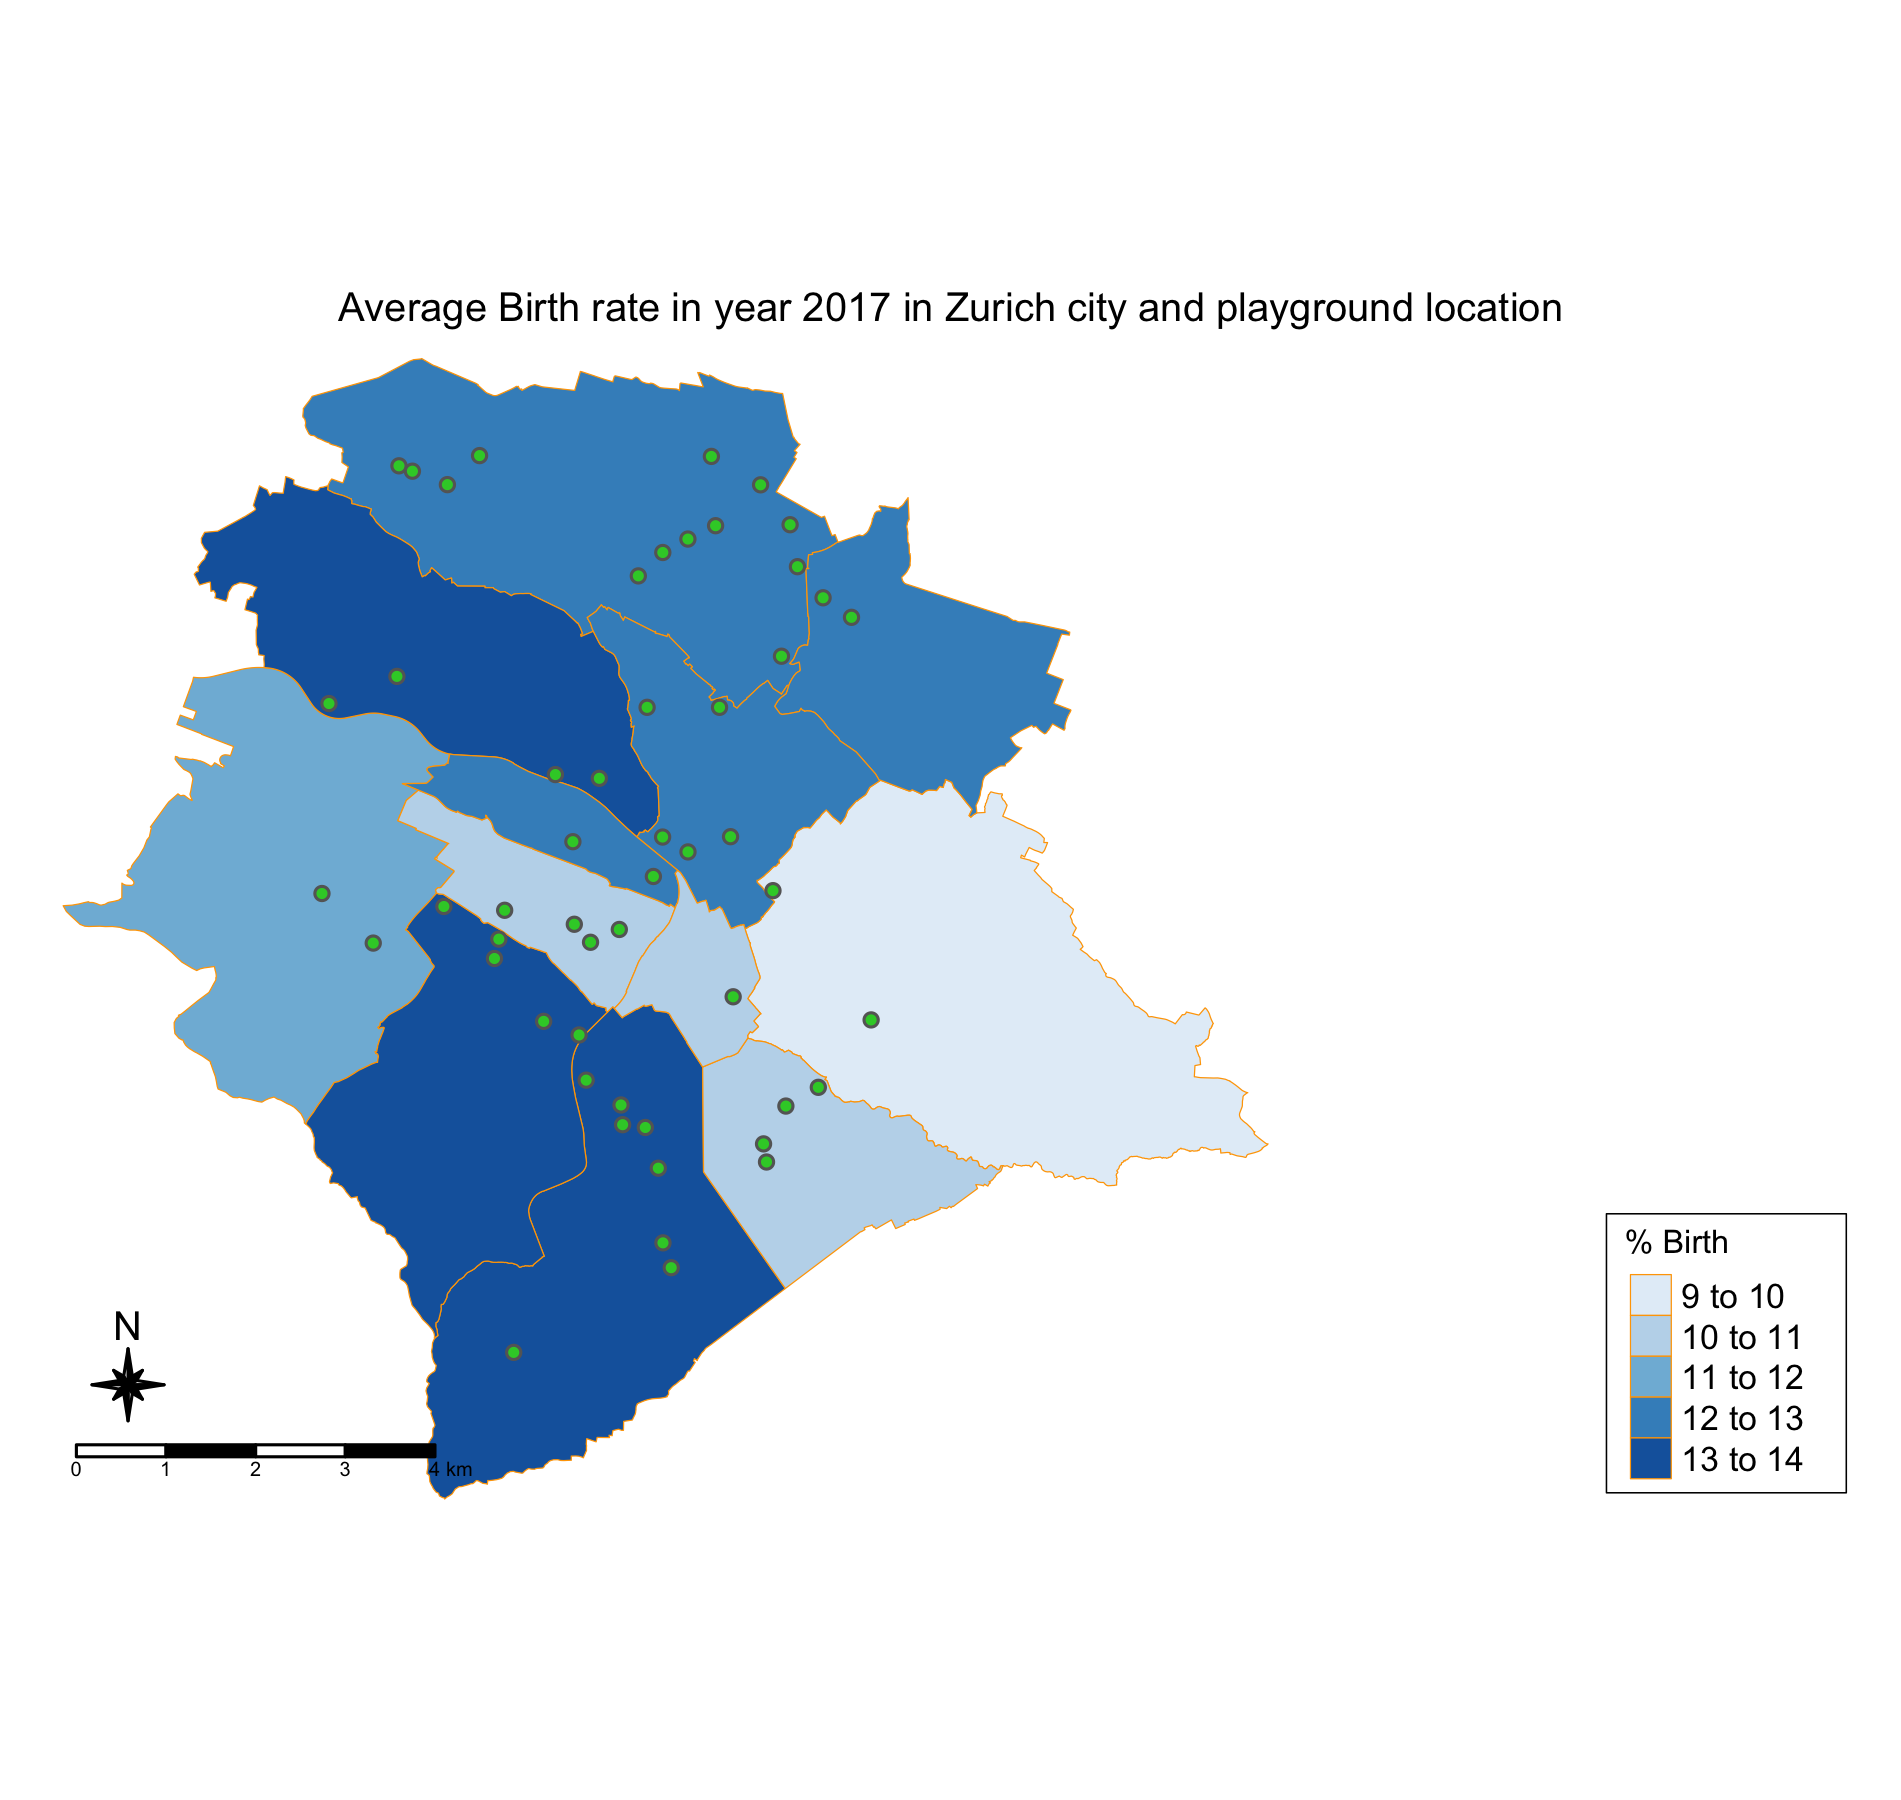 Average Birth rate in year 2017 in Zurich city and playground location
% Birth
9 to 10
10 to 11
11 to 12
12 to 13
13 to 14
N
0 1 2 3 4 km